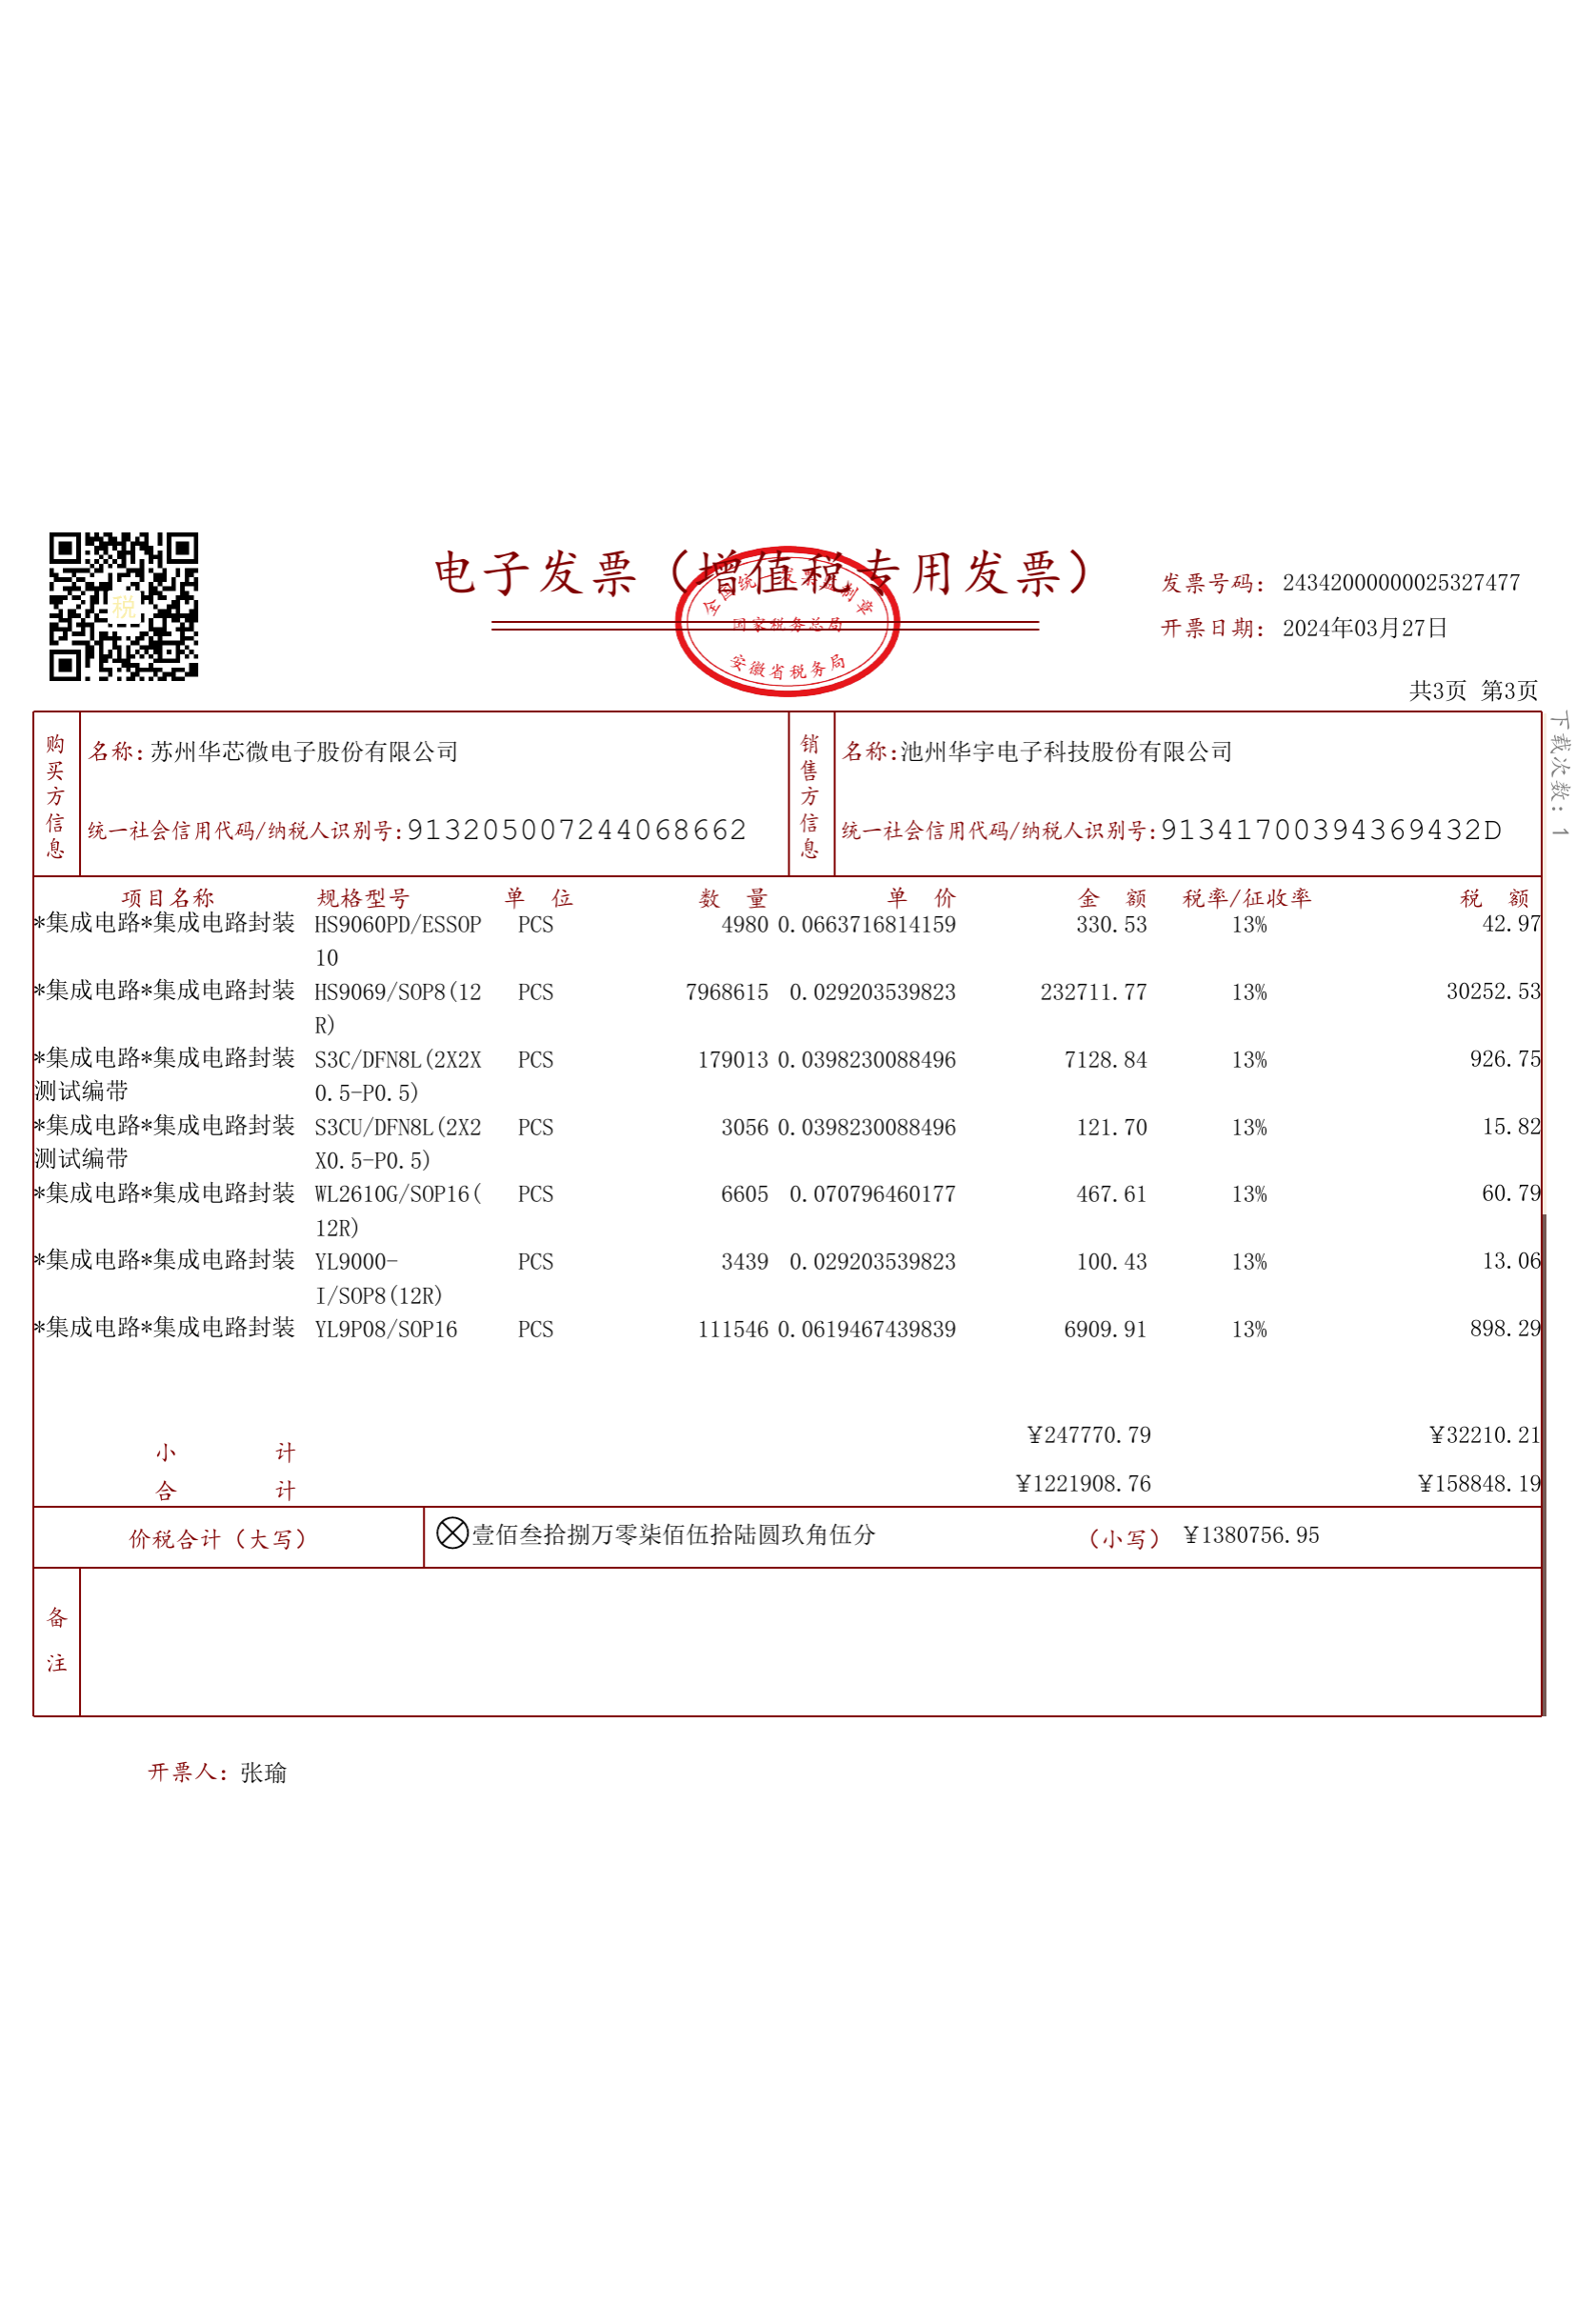 税
电子发票（增值税专用发票）
全国统一发票监制章
国家税务总局
安徽省税务局
发票号码：24342000000025327477
开票日期：2024年03月27日
共3页 第3页
下载次数：1
购买方信息
名称：苏州华芯微电子股份有限公司
统一社会信用代码/纳税人识别号：913205007244068662
销售方信息
名称：池州华宇电子科技股份有限公司
统一社会信用代码/纳税人识别号：91341700394369432D
项目名称 规格型号 单 位 数 量 单 价 金 额 税率/征收率 税 额
*集成电路*集成电路封装 HS9060PD/ESSOP PCS 4980 0.0663716814159 330.53 13% 42.97
10
*集成电路*集成电路封装 HS9069/SOP8(12 PCS 7968615 0.029203539823 232711.77 13% 30252.53
R)
*集成电路*集成电路封装 S3C/DFN8L(2X2X PCS 179013 0.0398230088496 7128.84 13% 926.75
测试编带 0.5-P0.5)
*集成电路*集成电路封装 S3CU/DFN8L(2X2 PCS 3056 0.0398230088496 121.70 13% 15.82
测试编带 X0.5-P0.5)
*集成电路*集成电路封装 WL2610G/SOP16( PCS 6605 0.070796460177 467.61 13% 60.79
12R)
*集成电路*集成电路封装 YL9000- PCS 3439 0.029203539823 100.43 13% 13.06
I/SOP8(12R)
*集成电路*集成电路封装 YL9P08/SOP16 PCS 111546 0.0619467439839 6909.91 13% 898.29
小 计 ¥247770.79 ¥32210.21
合 计 ¥1221908.76 ¥158848.19
价税合计（大写） 壹佰叁拾捌万零柒佰伍拾陆圆玖角伍分 （小写） ¥1380756.95
备注
开票人：张瑜